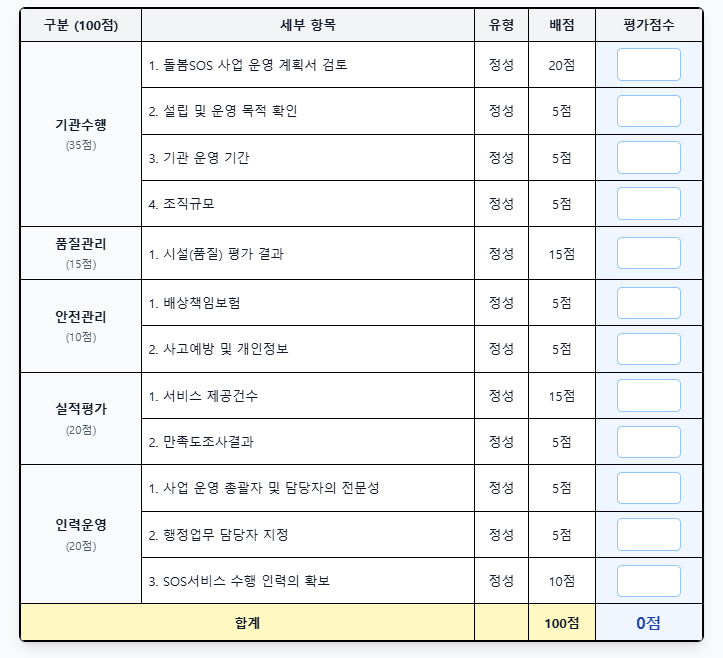 구분 (100점) 세부 항목 유형 배점 평가점수
기관수행
(35점)
1. 돌봄SOS 사업 운영 계획서 검토 정성 20점
2. 설립 및 운영 목적 확인 정성 5점
3. 기관 운영 기간 정성 5점
4. 조직규모 정성 5점
품질관리
(15점)
1. 시설(품질) 평가 결과 정성 15점
안전관리
(10점)
1. 배상책임보험 정성 5점
2. 사고예방 및 개인정보 정성 5점
실적평가
(20점)
1. 서비스 제공건수 정성 15점
2. 만족도조사결과 정성 5점
인력운영
(20점)
1. 사업 운영 총괄자 및 담당자의 전문성 정성 5점
2. 행정업무 담당자 지정 정성 5점
3. SOS서비스 수행 인력의 확보 정성 10점
합계 100점 0점